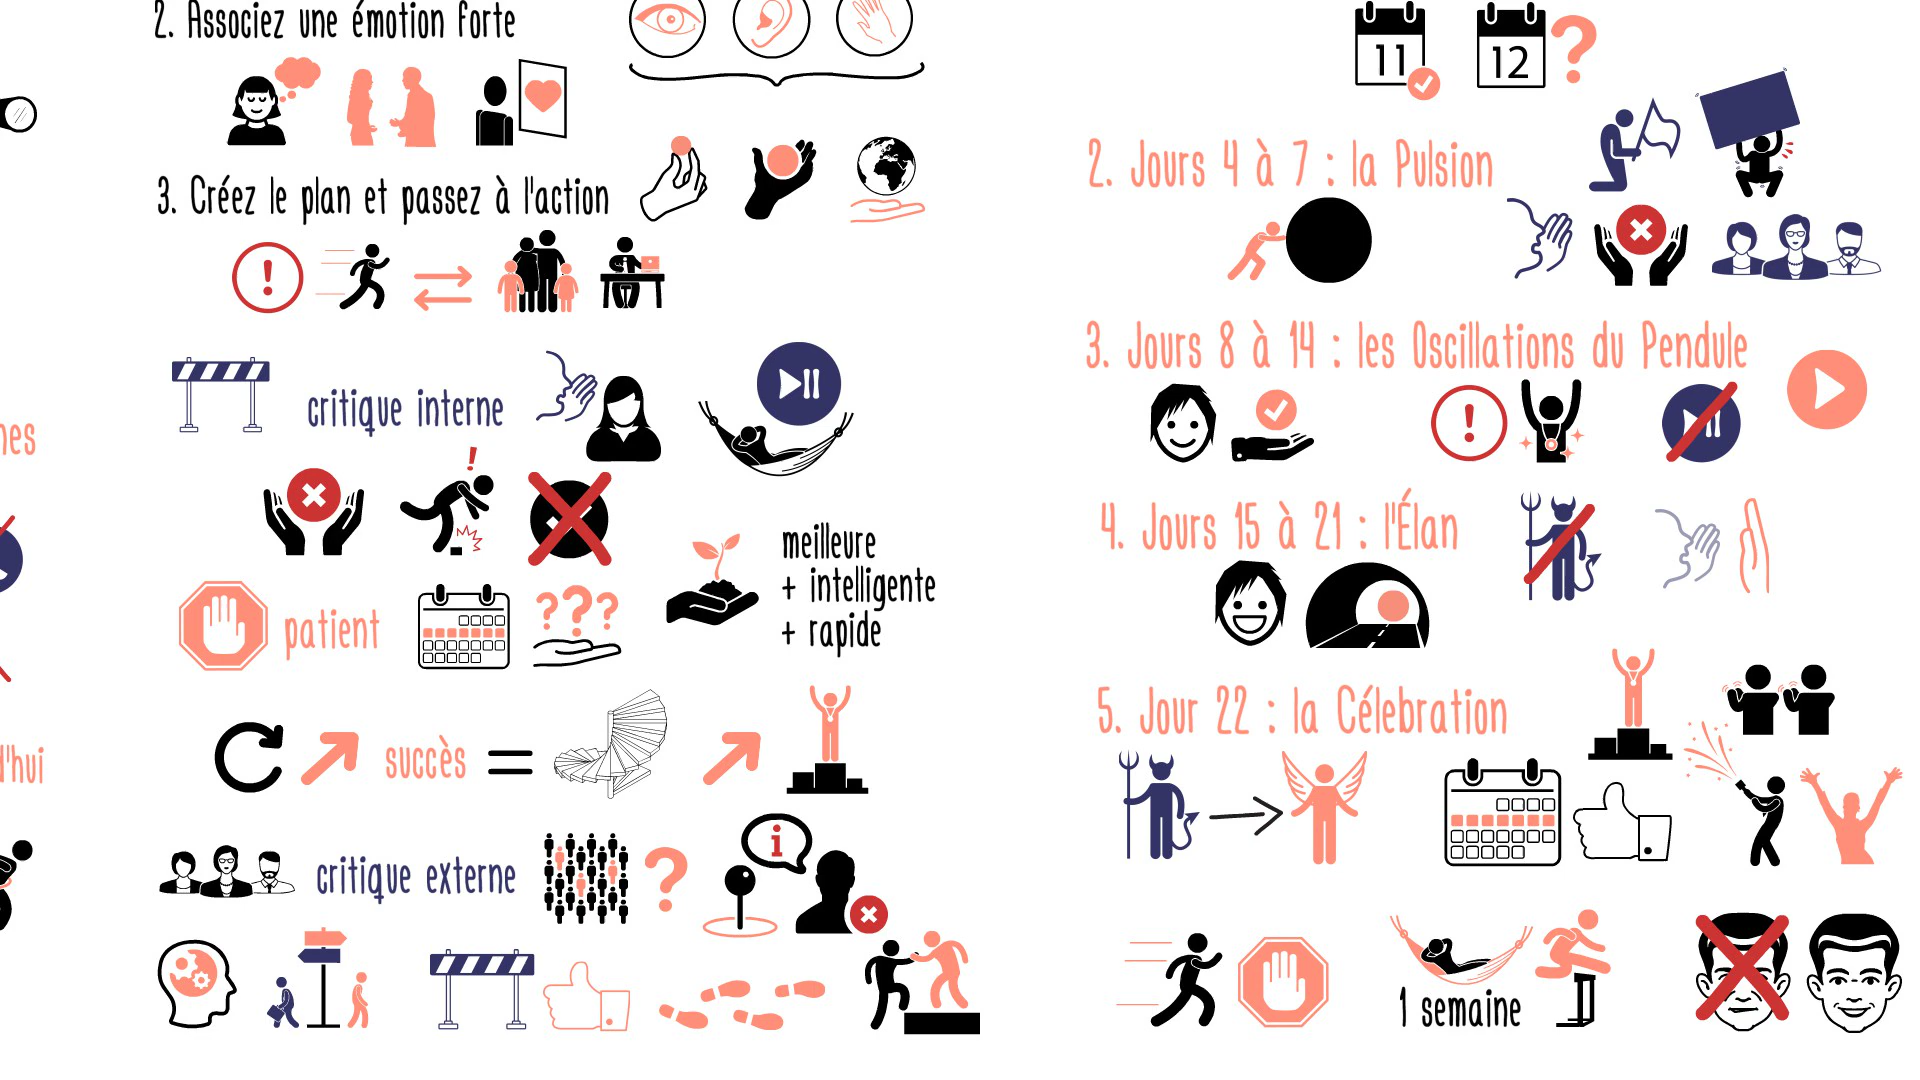 2. Associez une émotion forte
3. Créez le plan et passez à l'action
critique interne
meilleure
+ intelligente
+ rapide
patient
???
succès =
critique externe
?
i
11
12
?
2. Jours 4 à 7 : la Pulsion
3. Jours 8 à 14 : les Oscillations du Pendule
4. Jours 15 à 21 : l'Élan
5. Jour 22 : la Célébration
1 semaine